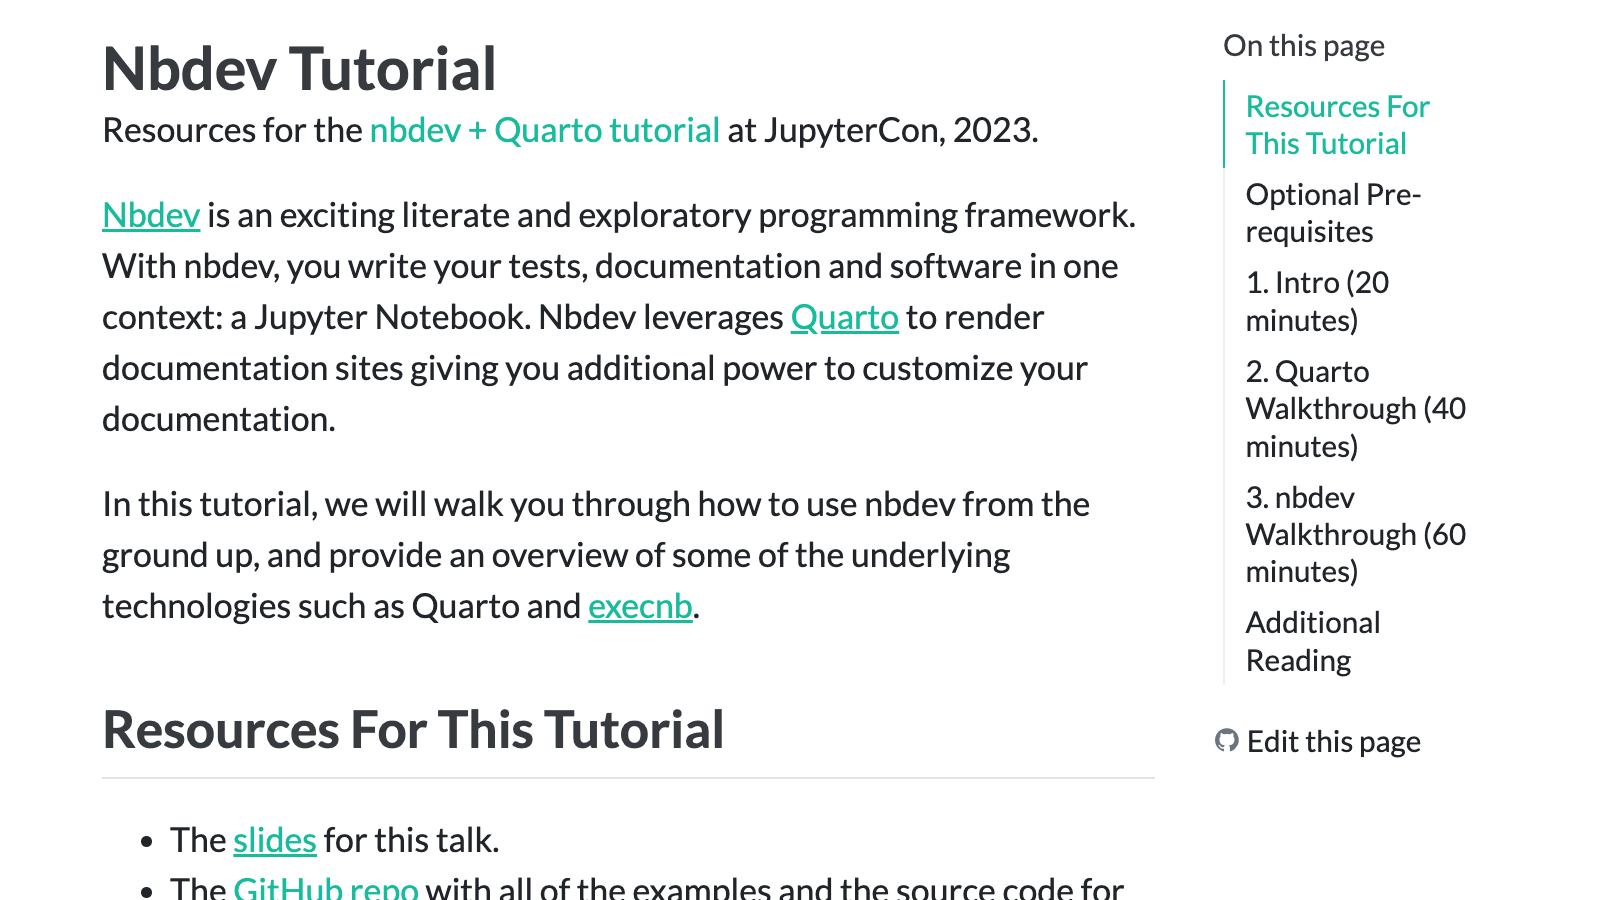 Nbdev Tutorial
Resources for the nbdev + Quarto tutorial at JupyterCon, 2023.
Nbdev is an exciting literate and exploratory programming framework.
With nbdev, you write your tests, documentation and software in one
context: a Jupyter Notebook. Nbdev leverages Quarto to render
documentation sites giving you additional power to customize your
documentation.
In this tutorial, we will walk you through how to use nbdev from the
ground up, and provide an overview of some of the underlying
technologies such as Quarto and execnb.
Resources For This Tutorial
• The slides for this talk.
• The GitHub repo with all of the examples and the source code for
On this page
Resources For
This Tutorial
Optional Pre-
requisites
1. Intro (20
minutes)
2. Quarto
Walkthrough (40
minutes)
3. nbdev
Walkthrough (60
minutes)
Additional
Reading
Edit this page